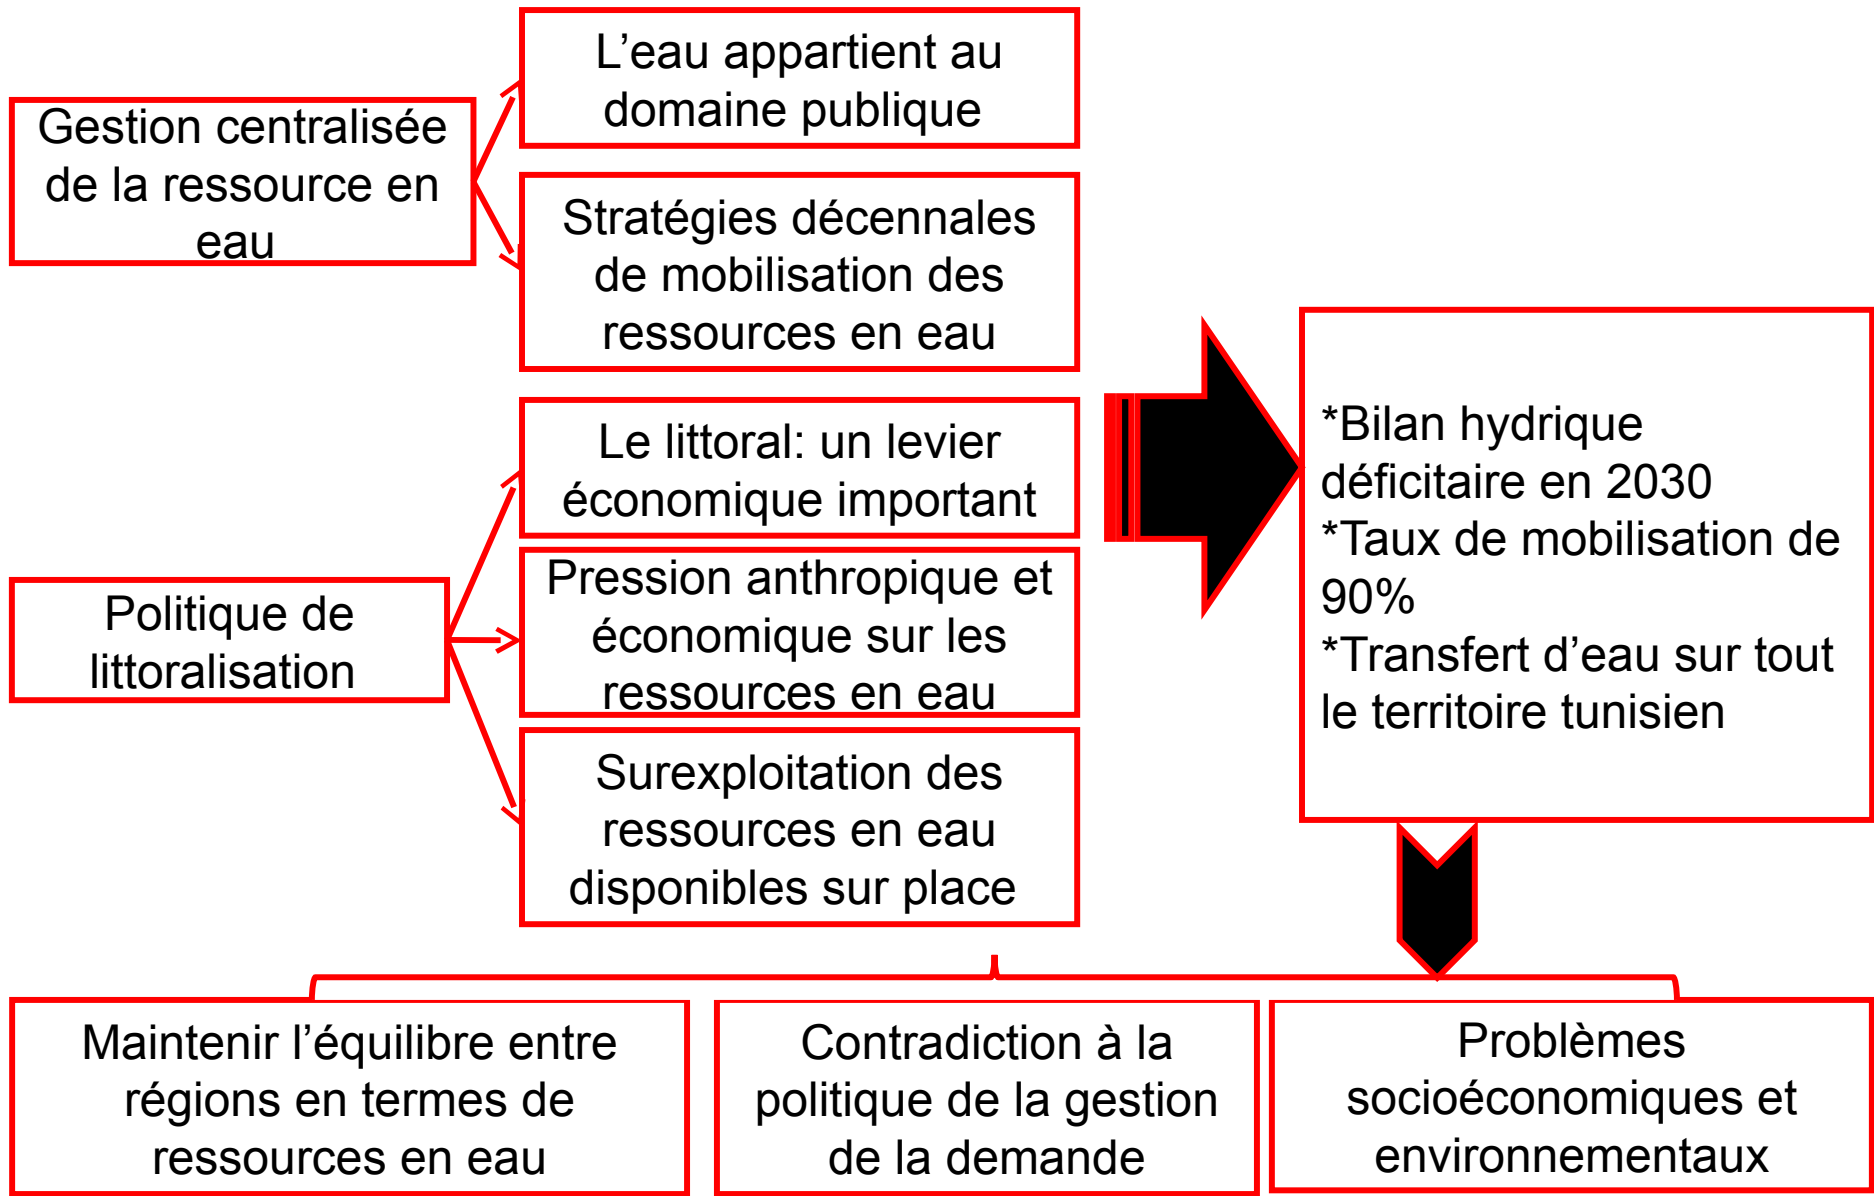 Gestion centralisée
de la ressource en
eau
L’eau appartient au
domaine publique
Stratégies décennales
de mobilisation des
ressources en eau
Politique de
littoralisation
Le littoral: un levier
économique important
Pression anthropique et
économique sur les
ressources en eau
Surexploitation des
ressources en eau
disponibles sur place
*Bilan hydrique
déficitaire en 2030
*Taux de mobilisation de
90%
*Transfert d’eau sur tout
le territoire tunisien
Maintenir l’équilibre entre
régions en termes de
ressources en eau
Contradiction à la
politique de la gestion
de la demande
Problèmes
socioéconomiques et
environnementaux